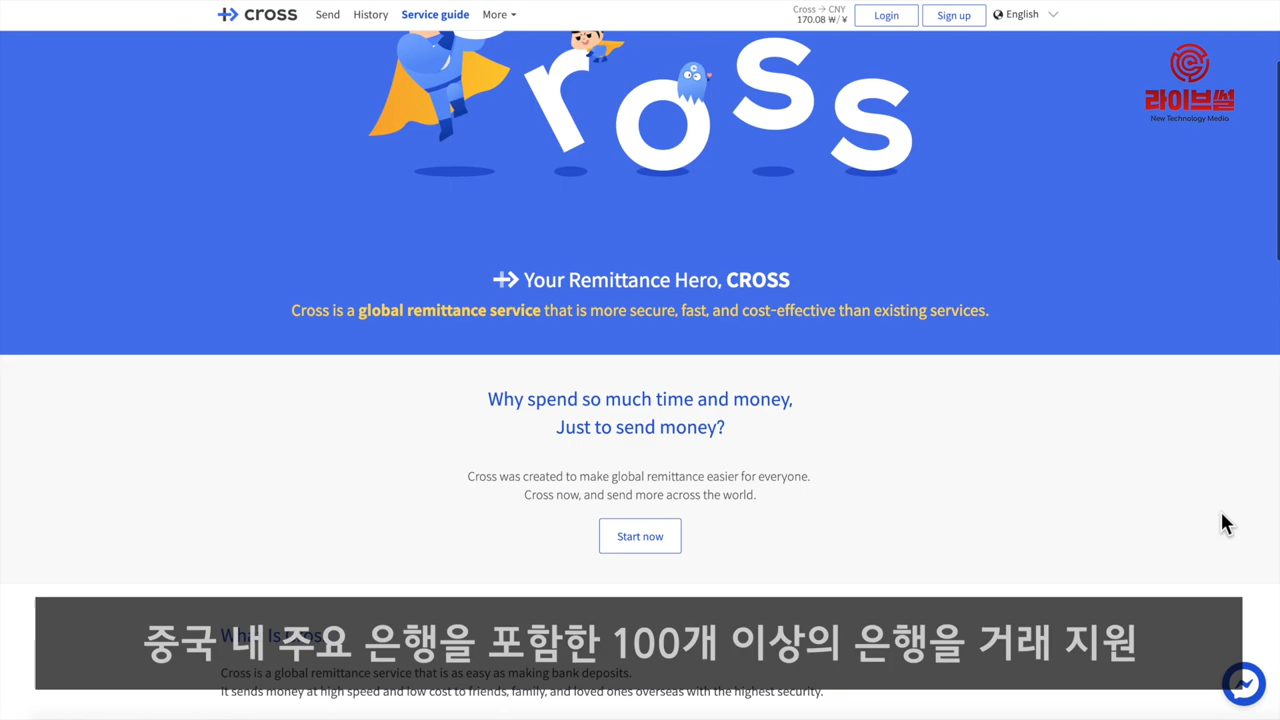 cross Send History Service guide More
Cross → CNY
170.08 ₩/ ¥
Login Sign up English
ross
라이브썰
New Technology Media
Your Remittance Hero, CROSS
Cross is a global remittance service that is more secure, fast, and cost-effective than existing services.
Why spend so much time and money,
Just to send money?
Cross was created to make global remittance easier for everyone.
Cross now, and send more across the world.
Start now
중국 내 주요 은행을 포함한 100개 이상의 은행을 거래 지원
Cross is a global remittance service that is as easy as making bank deposits.
It sends money at high speed and low cost to friends, family, and loved ones overseas with the highest security.